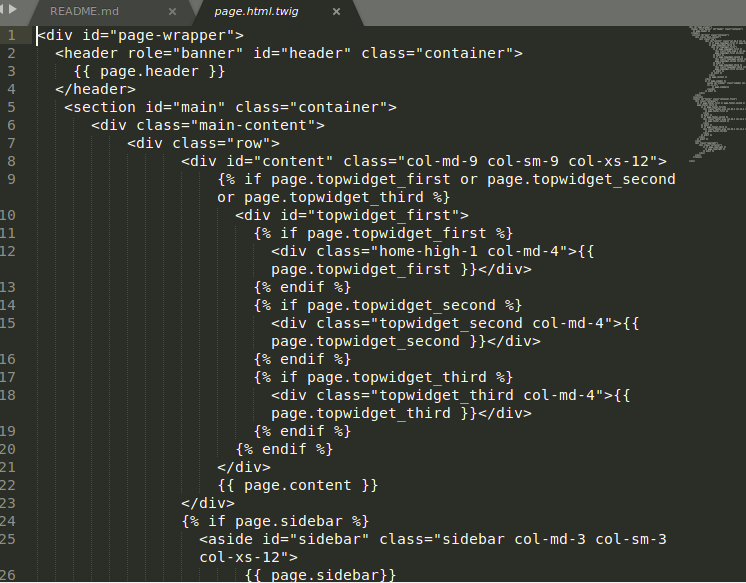 README.md × page.html.twig ×
1 <div id="page-wrapper">
2 <header role="banner" id="header" class="container">
3 {{ page.header }}
4 </header>
5 <section id="main" class="container">
6 <div class="main-content">
7 <div class="row">
8 <div id="content" class="col-md-9 col-sm-9 col-xs-12">
9 {% if page.topwidget_first or page.topwidget_second
or page.topwidget_third %}
10 <div id="topwidget_first">
11 {% if page.topwidget_first %}
12 <div class="home-high-1 col-md-4">{{
page.topwidget_first }}</div>
13 {% endif %}
14 {% if page.topwidget_second %}
15 <div class="topwidget_second col-md-4">{{
page.topwidget_second }}</div>
16 {% endif %}
17 {% if page.topwidget_third %}
18 <div class="topwidget_third col-md-4">{{
page.topwidget_third }}</div>
19 {% endif %}
20 {% endif %}
21 </div>
22 {{ page.content }}
23 </div>
24 {% if page.sidebar %}
25 <aside id="sidebar" class="sidebar col-md-3 col-sm-3
col-xs-12">
26 {{ page.sidebar}}